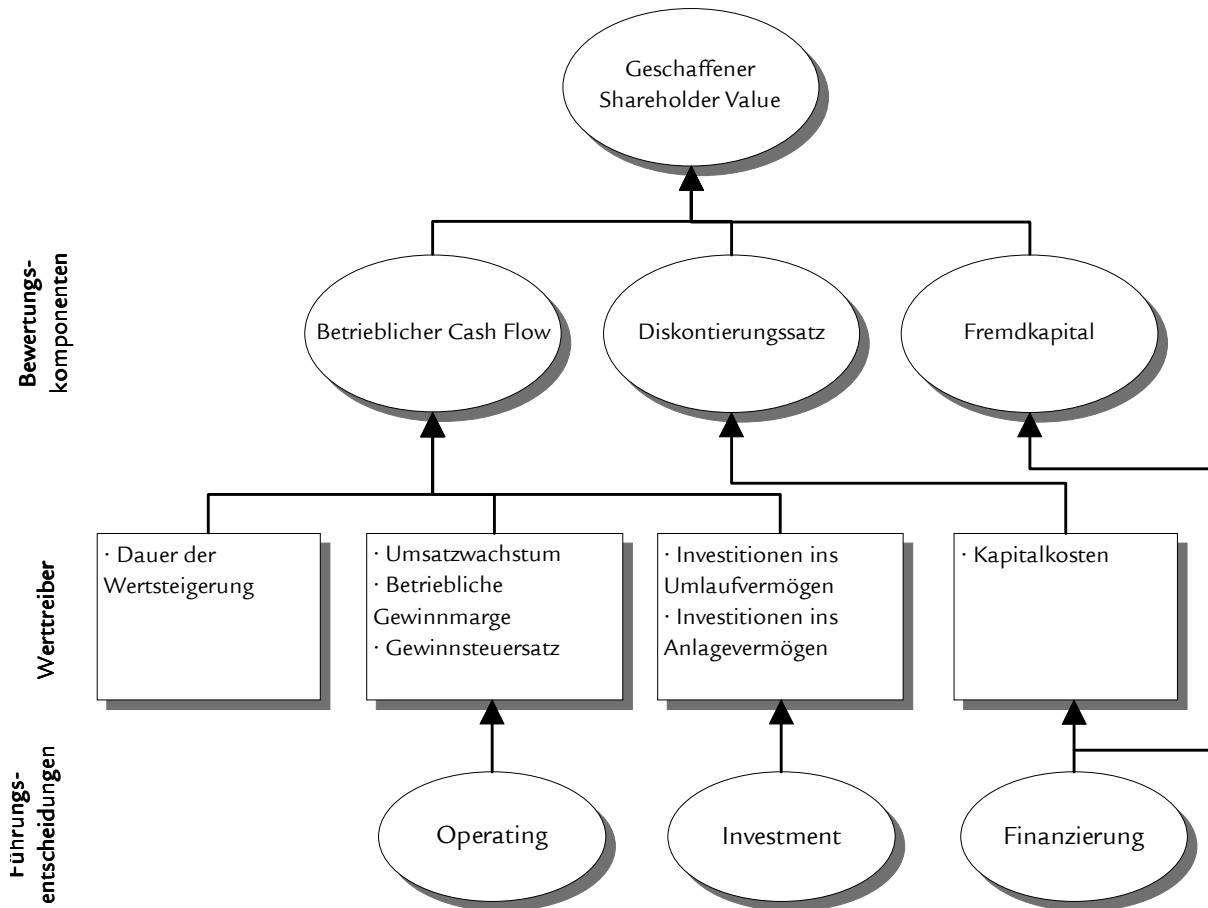 Geschaffener
Shareholder Value
Bewertungs-
komponenten
Betrieblicher Cash Flow
Diskontierungssatz
Fremdkapital
Werttreiber
· Dauer der
Wertsteigerung
· Umsatzwachstum
· Betriebliche
Gewinnmarge
· Gewinnsteuersatz
· Investitionen ins
Umlaufvermögen
· Investitionen ins
Anlagevermögen
· Kapitalkosten
Führungs-
entscheidungen
Operating
Investment
Finanzierung